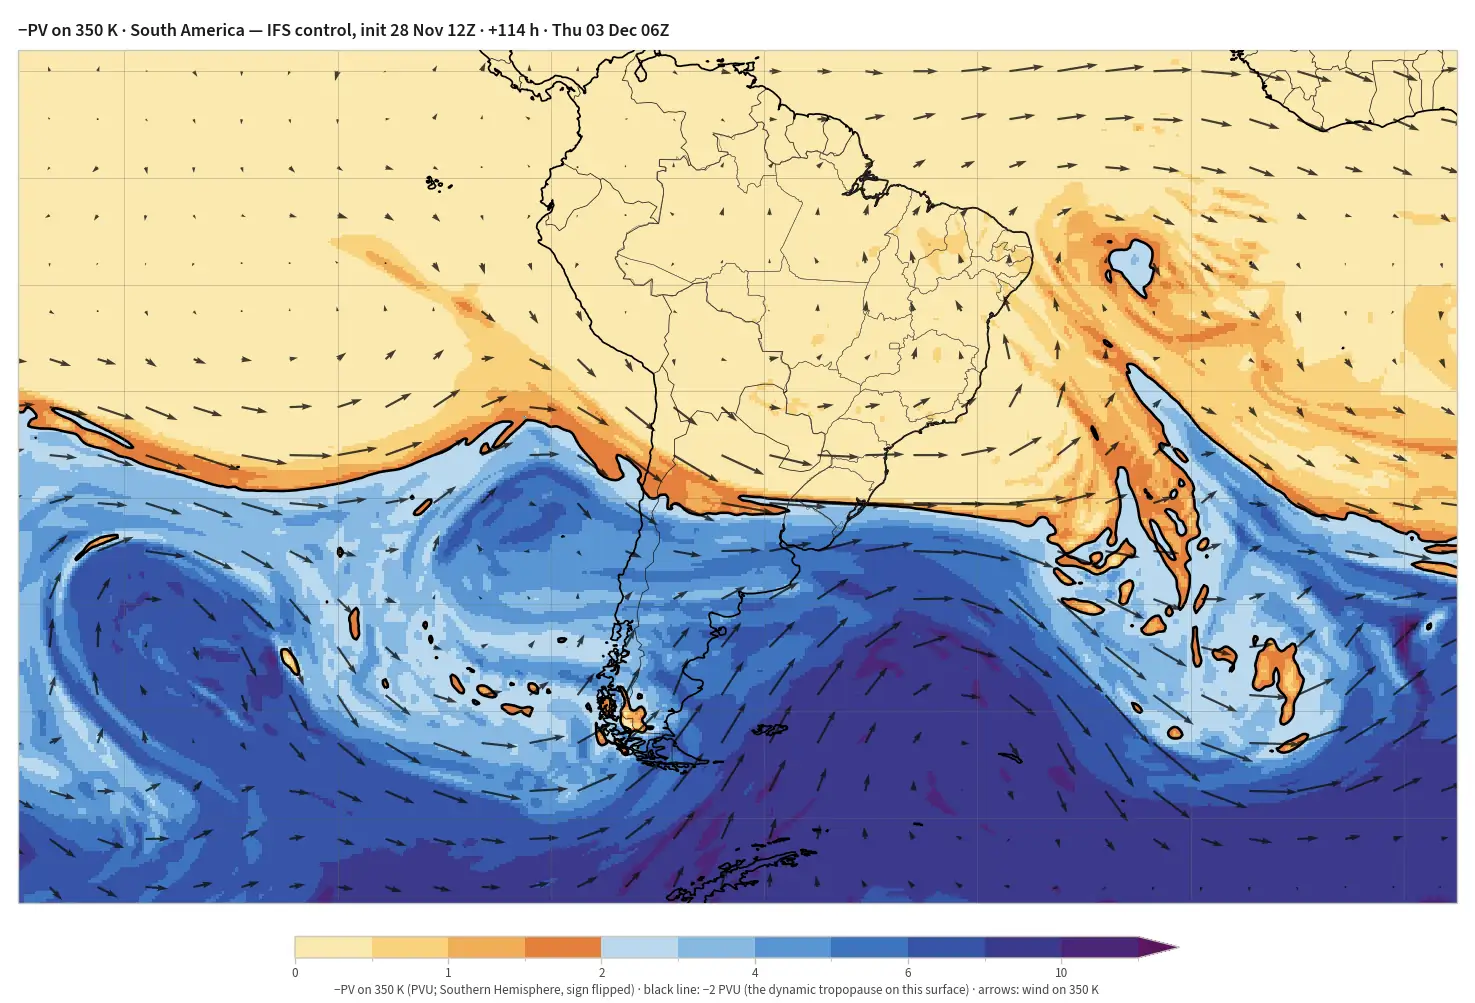 −PV on 350 K · South America — IFS control, init 28 Nov 12Z · +114 h · Thu 03 Dec 06Z
0 1 2 4 6 10
−PV on 350 K (PVU; Southern Hemisphere, sign flipped) · black line: −2 PVU (the dynamic tropopause on this surface) · arrows: wind on 350 K